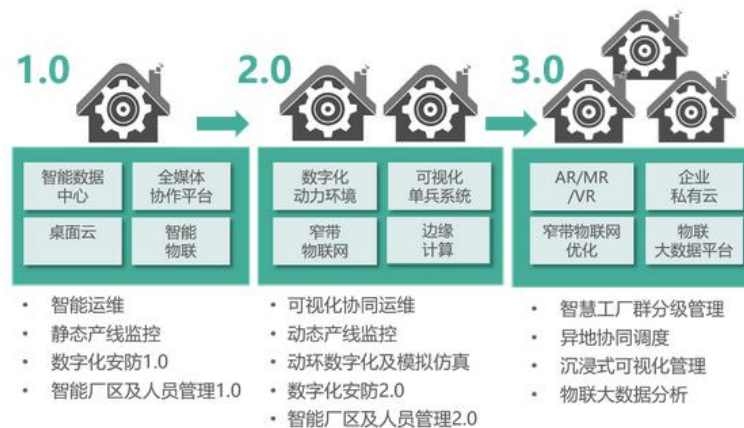 1.0
2.0
3.0
智能数据
中心
全媒体
协作平台
桌面云
智能
物联
数字化
动力环境
可视化
单兵系统
窄带
物联网
边缘
计算
AR/MR
/VR
企业
私有云
窄带物联网
优化
物联
大数据平台
• 智能运维
• 静态产线监控
• 数字化安防1.0
• 智能厂区及人员管理1.0
• 可视化协同运维
• 动态产线监控
• 动环数字化及模拟仿真
• 数字化安防2.0
• 智能厂区及人员管理2.0
• 智慧工厂群分级管理
• 异地协同调度
• 沉浸式可视化管理
• 物联大数据分析